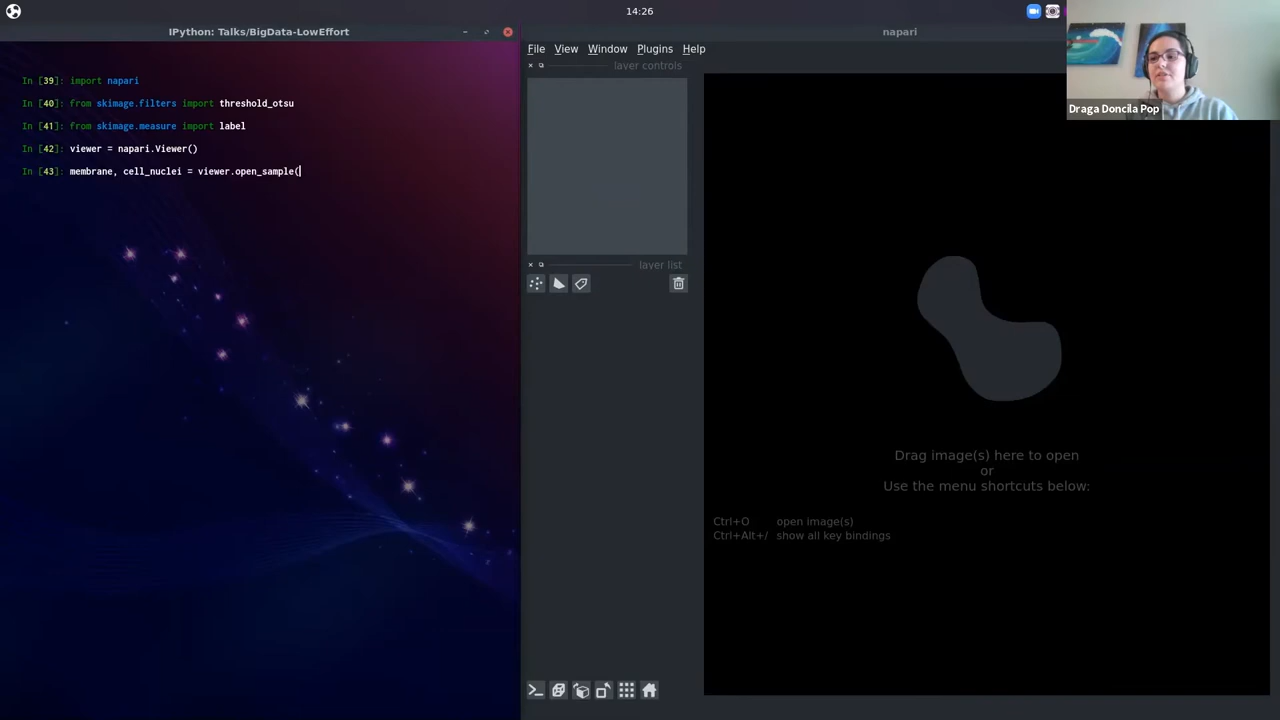 14:26
IPython: Talks/BigData-LowEffort
napari
In [39]: import napari
In [40]: from skimage.filters import threshold_otsu
In [41]: from skimage.measure import label
In [42]: viewer = napari.Viewer()
In [43]: membrane, cell_nuclei = viewer.open_sample(
File View Window Plugins Help
layer controls
layer list
Drag image(s) here to open
or
Use the menu shortcuts below:
Ctrl+O open image(s)
Ctrl+Alt+/ show all key bindings
Draga Doncila Pop